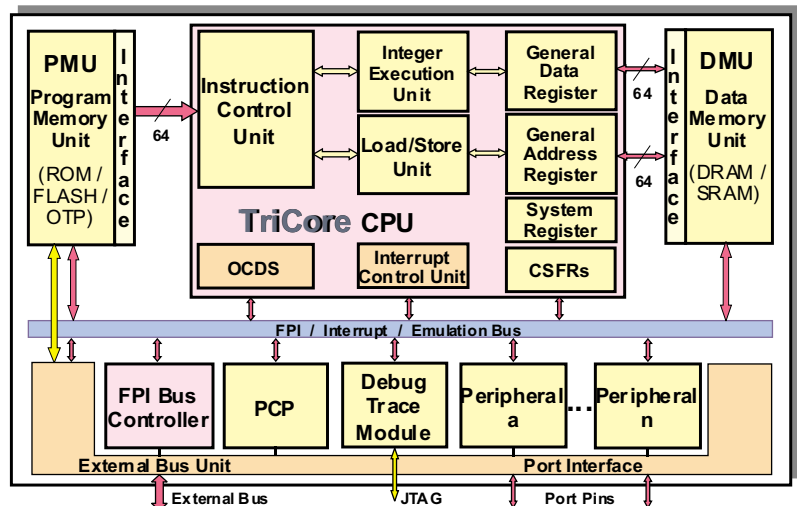 PMU
Program
Memory
Unit
(ROM /
FLASH /
OTP)
Interface
64
Instruction
Control
Unit
Integer
Execution
Unit
Load/Store
Unit
General
Data
Register
General
Address
Register
System
Register
CSFRs
TriCore CPU
OCDS
Interrupt
Control Unit
64
64
Interface
DMU
Data
Memory
Unit
(DRAM /
SRAM)
FPI / Interrupt / Emulation Bus
FPI Bus
Controller
PCP
Debug
Trace
Module
Peripheral
a
...
Peripheral
n
External Bus Unit
Port Interface
External Bus
JTAG
Port Pins